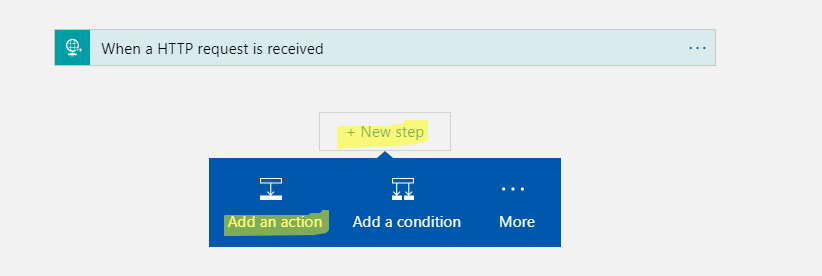 When a HTTP request is received
+ New step
Add an action Add a condition More